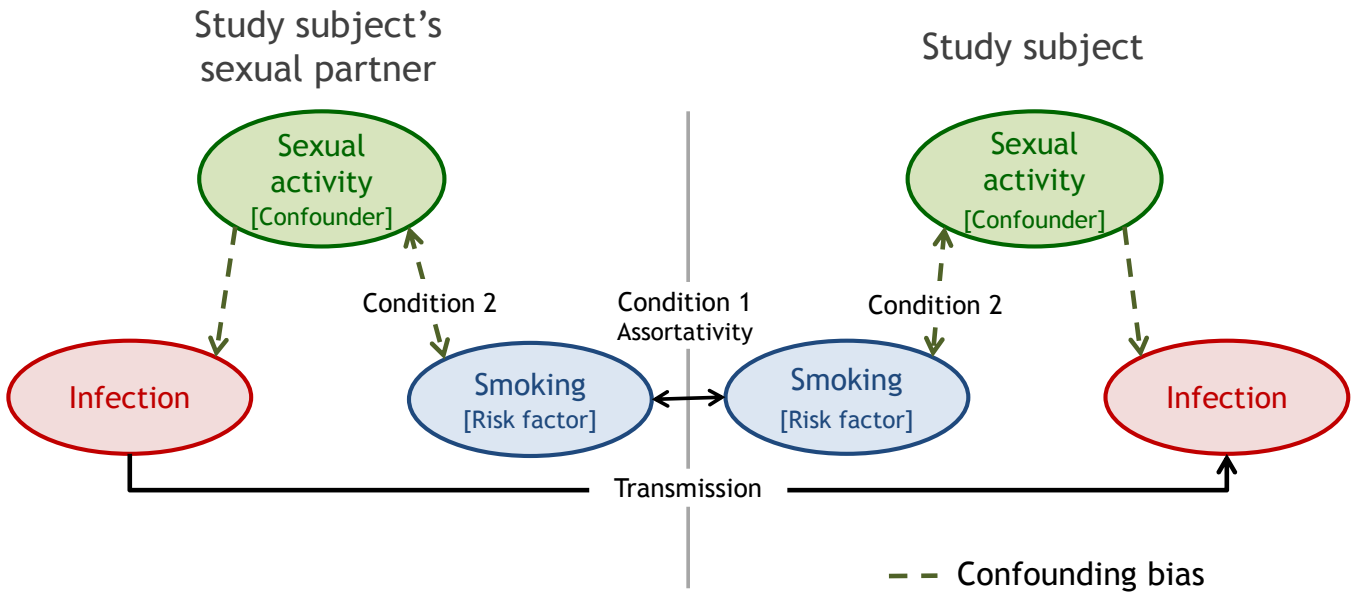 Study subject’s
sexual partner
Study subject
Sexual
activity
[Confounder]
Sexual
activity
[Confounder]
Condition 2
Condition 1
Assortativity
Condition 2
Infection
Smoking
[Risk factor]
Smoking
[Risk factor]
Infection
Transmission
Confounding bias